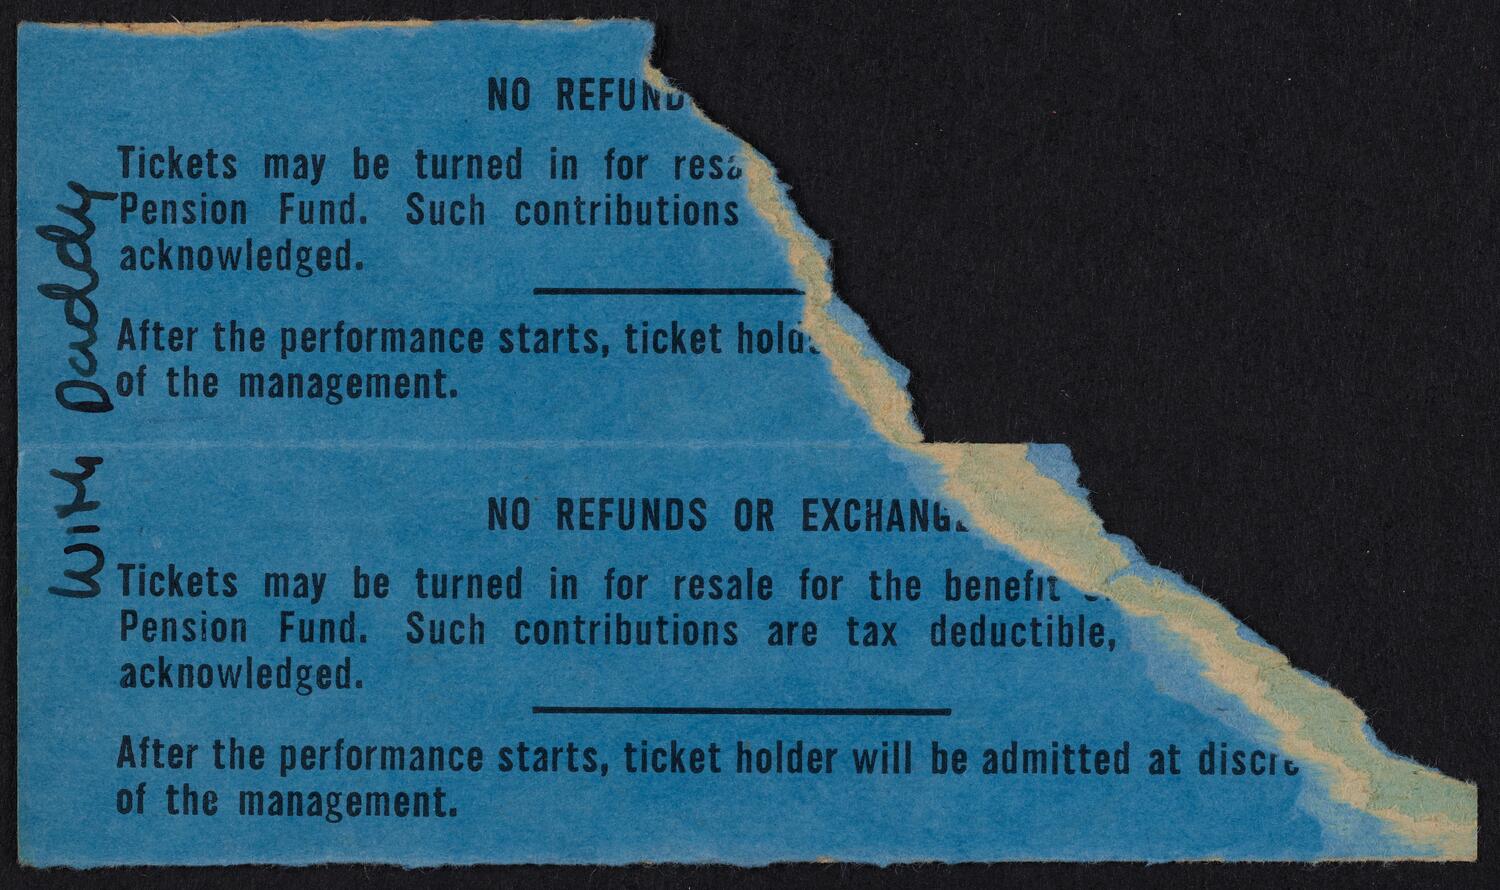 With Daddy
NO REFUND
Tickets may be turned in for resa
Pension Fund. Such contributions
acknowledged.
After the performance starts, ticket hold
of the management.
NO REFUNDS OR EXCHANG
Tickets may be turned in for resale for the benefit
Pension Fund. Such contributions are tax deductible,
acknowledged.
After the performance starts, ticket holder will be admitted at discre
of the management.